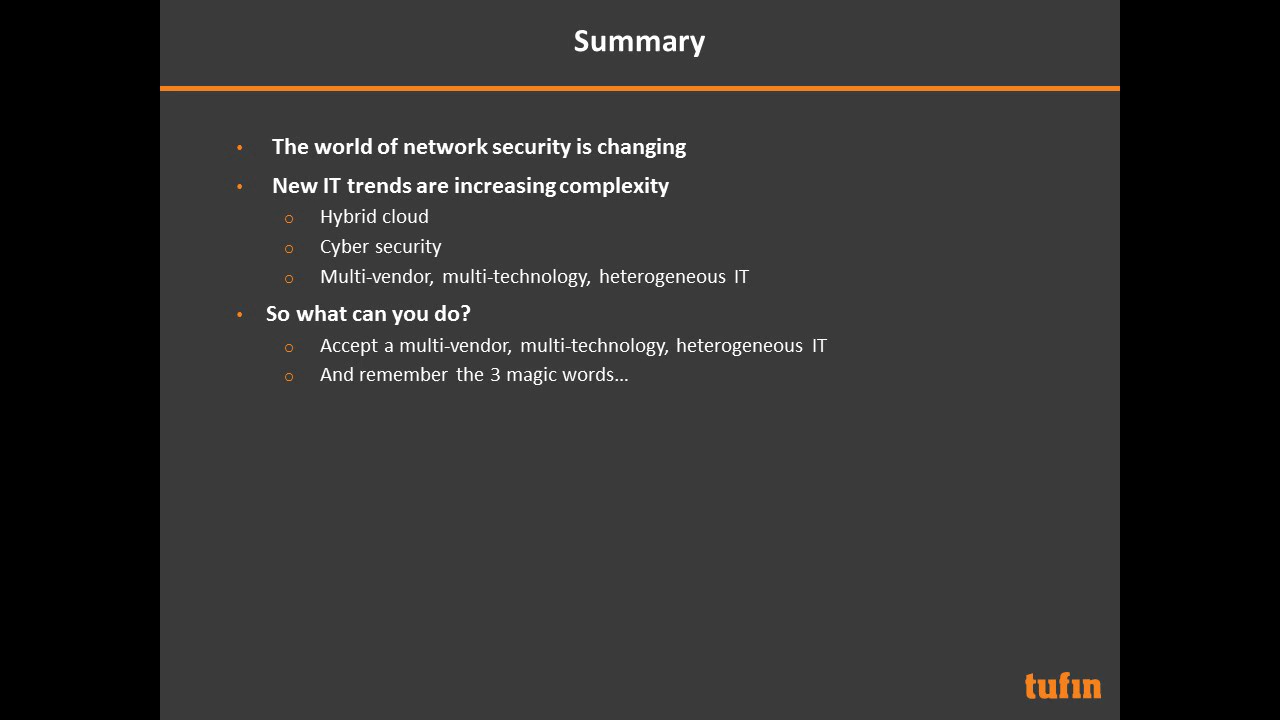 Summary
• The world of network security is changing
• New IT trends are increasing complexity
o Hybrid cloud
o Cyber security
o Multi-vendor, multi-technology, heterogeneous IT
• So what can you do?
o Accept a multi-vendor, multi-technology, heterogeneous IT
o And remember the 3 magic words...
tufin